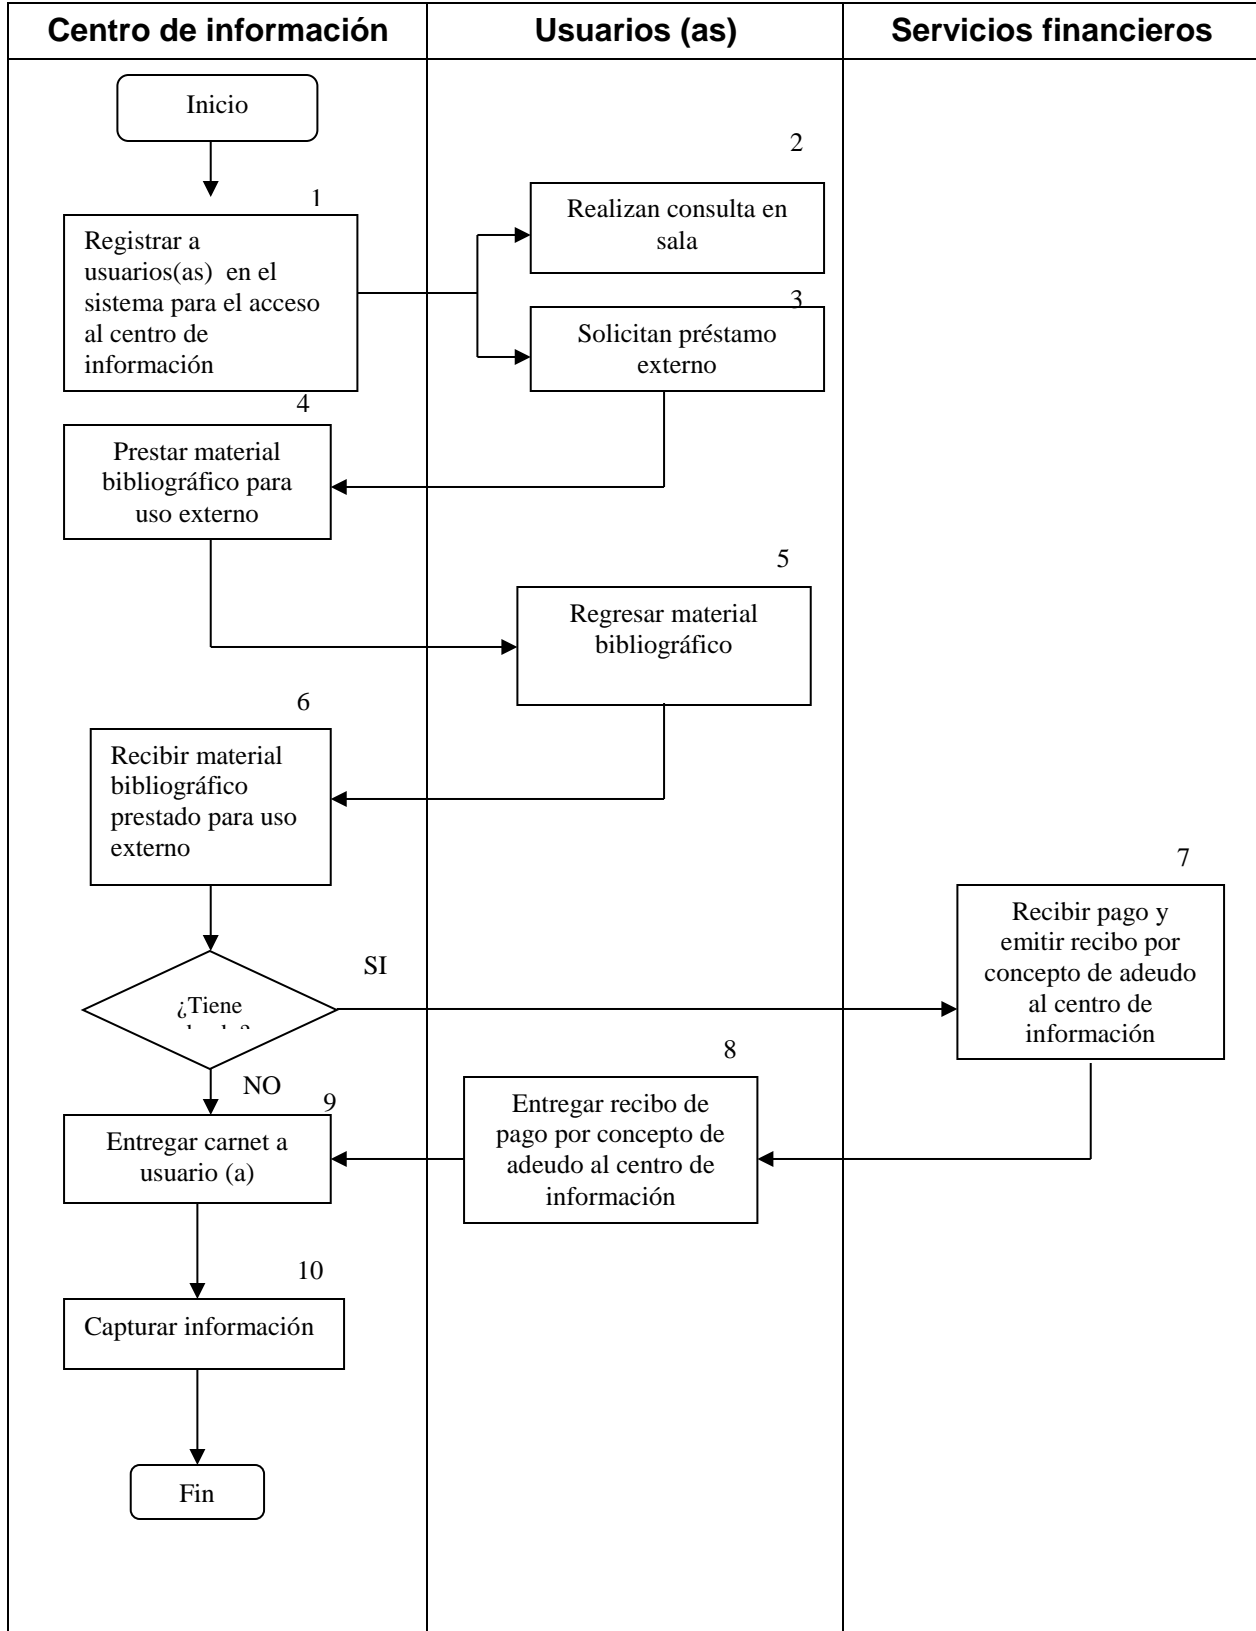 Centro de información
Usuarios (as)
Servicios financieros
Inicio
1
Registrar a
usuarios(as) en el
sistema para el acceso
al centro de
información
2
Realizan consulta en
sala
3
Solicitan préstamo
externo
4
Prestar material
bibliográfico para
uso externo
5
Regresar material
bibliográfico
6
Recibir material
bibliográfico
prestado para uso
externo
¿Tiene
SI
NO
7
Recibir pago y
emitir recibo por
concepto de adeudo
al centro de
información
8
Entregar recibo de
pago por concepto de
adeudo al centro de
información
9
Entregar carnet a
usuario (a)
10
Capturar información
Fin